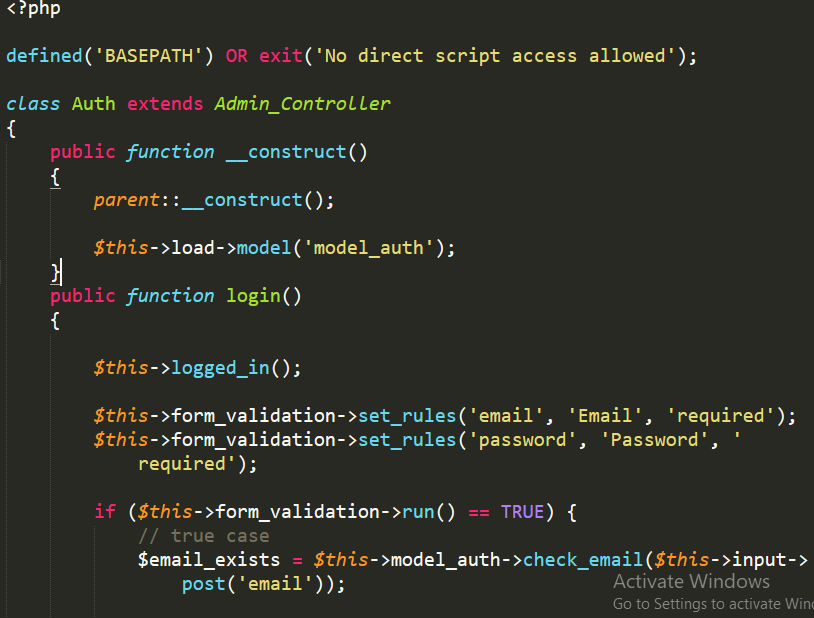 <?php
defined('BASEPATH') OR exit('No direct script access allowed');
class Auth extends Admin_Controller
{
public function __construct()
{
parent::__construct();
$this->load->model('model_auth');
}
public function login()
{
$this->logged_in();
$this->form_validation->set_rules('email', 'Email', 'required');
$this->form_validation->set_rules('password', 'Password', '
required');
if ($this->form_validation->run() == TRUE) {
// true case
$email_exists = $this->model_auth->check_email($this->input->
post('email'));
Activate Windows
Go to Settings to activate Win